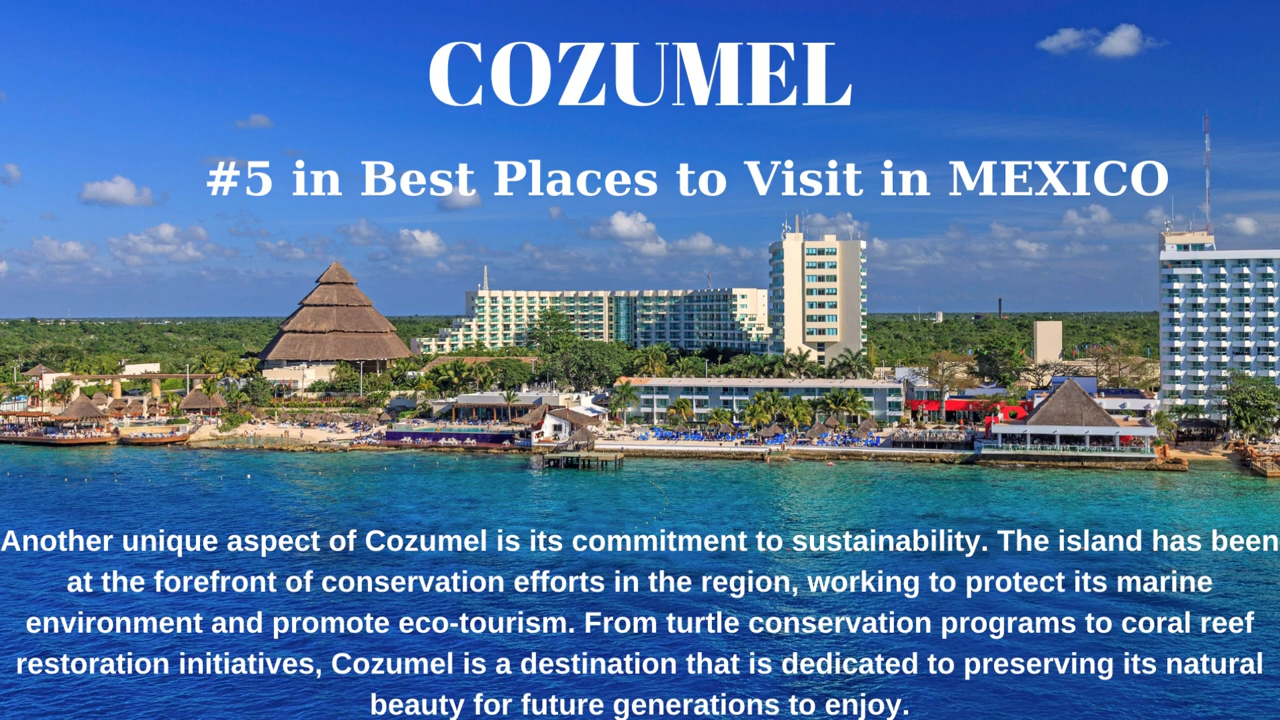 COZUMEL
#5 in Best Places to Visit in MEXICO
Another unique aspect of Cozumel is its commitment to sustainability. The island has been
at the forefront of conservation efforts in the region, working to protect its marine
environment and promote eco-tourism. From turtle conservation programs to coral reef
restoration initiatives, Cozumel is a destination that is dedicated to preserving its natural
beauty for future generations to enjoy.